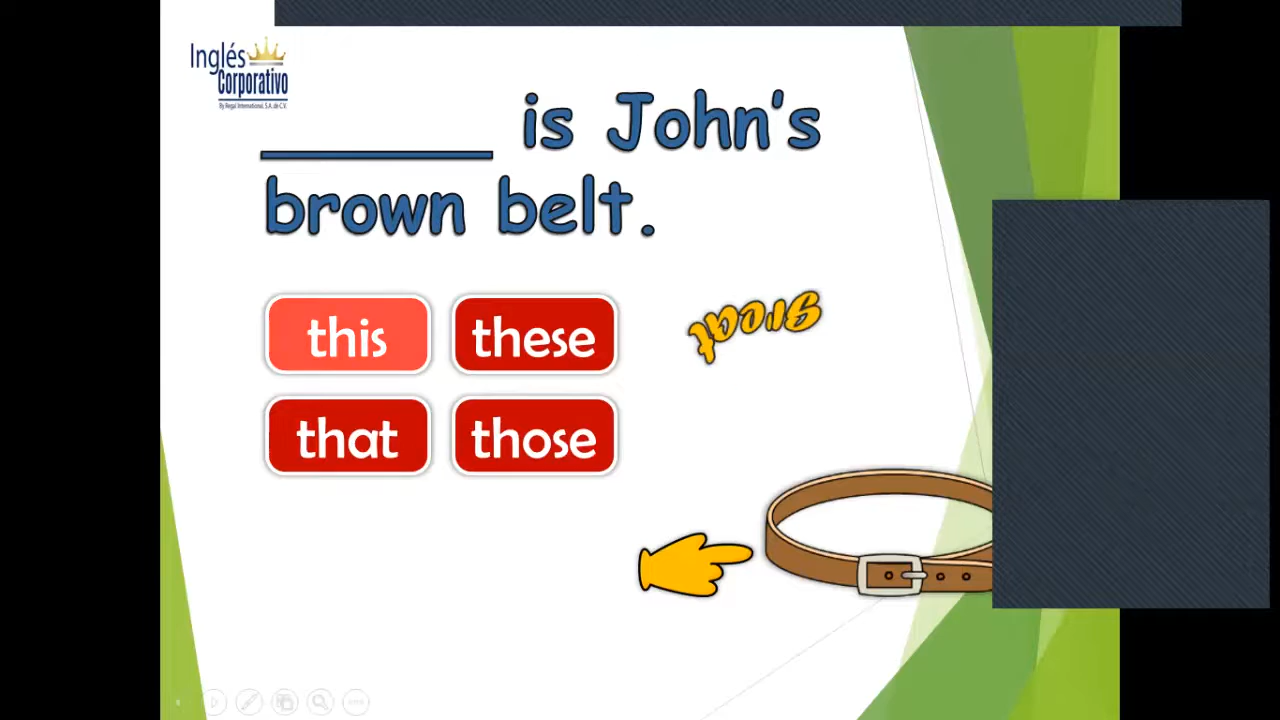 Inglés
Corporativo
By Regal International, S.A. de C.V.
______ is John's
brown belt.
this these
great
that those